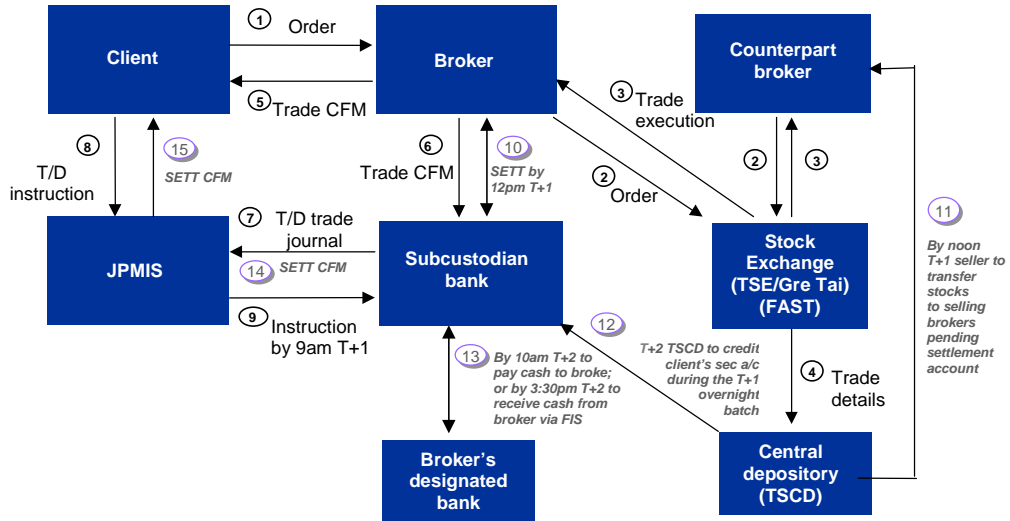 1 Order
Client
Broker
Counterpart
broker
5 Trade CFM
3 Trade
execution
8
T/D
instruction
15
SETT CFM
6
Trade CFM
10
SETT by
12pm T+1
2
Order
2
3
11
By noon
T+1 seller to
transfer
stocks
to selling
brokers
pending
settlement
account
7
T/D trade
journal
14 SETT CFM
JPMIS
Subcustodian
bank
Stock
Exchange
(TSE/Gre Tai)
(FAST)
9 Instruction
by 9am T+1
12
T+2 TSCD to credit
client's sec a/c
during the T+1
overnight
batch
13 By 10am T+2 to
pay cash to broke;
or by 3:30pm T+2 to
receive cash from
broker via FIS
4 Trade
details
Broker's
designated
bank
Central
depository
(TSCD)